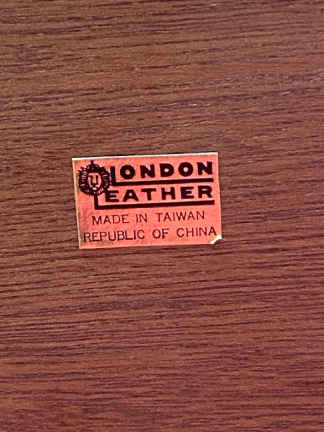 LONDON
LEATHER
MADE IN TAIWAN
REPUBLIC OF CHINA